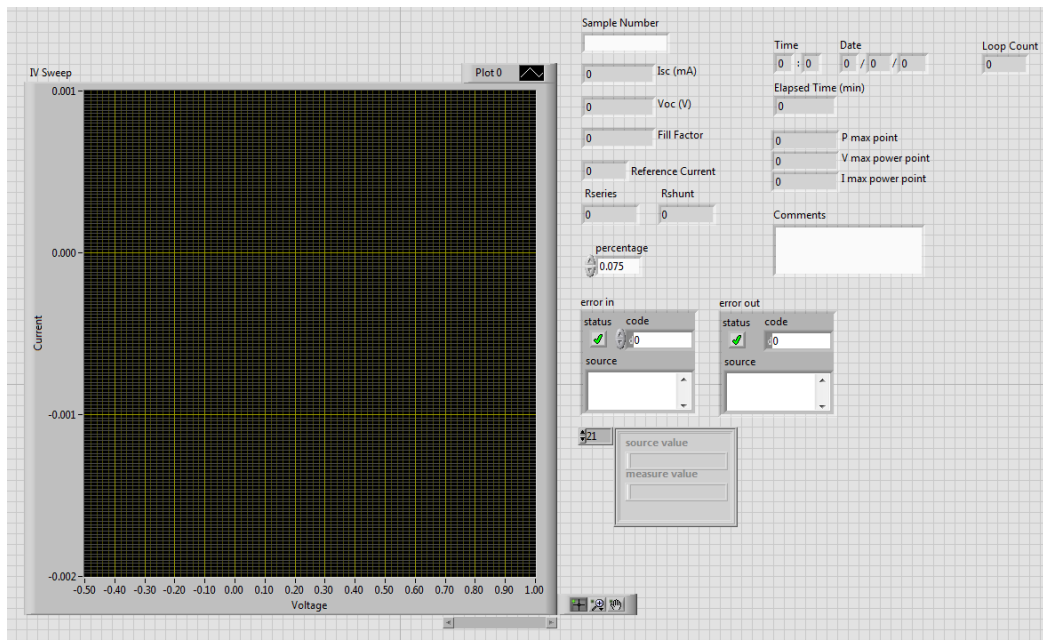 IV Sweep
Plot 0
0.001
0.000
-0.001
-0.002
Current
-0.50 -0.40 -0.30 -0.20 -0.10 0.00 0.10 0.20 0.30 0.40 0.50 0.60 0.70 0.80 0.90 1.00
Voltage
Sample Number
0 Isc (mA)
0 Voc (V)
0 Fill Factor
0 Reference Current
Rseries Rshunt
0 0
percentage
0.075
Time Date
0 : 0 0 / 0 / 0
Loop Count
0
Elapsed Time (min)
0
0 P max point
0 V max power point
0 I max power point
Comments
error in
status code
0
source
error out
status code
0
source
21
source value
measure value